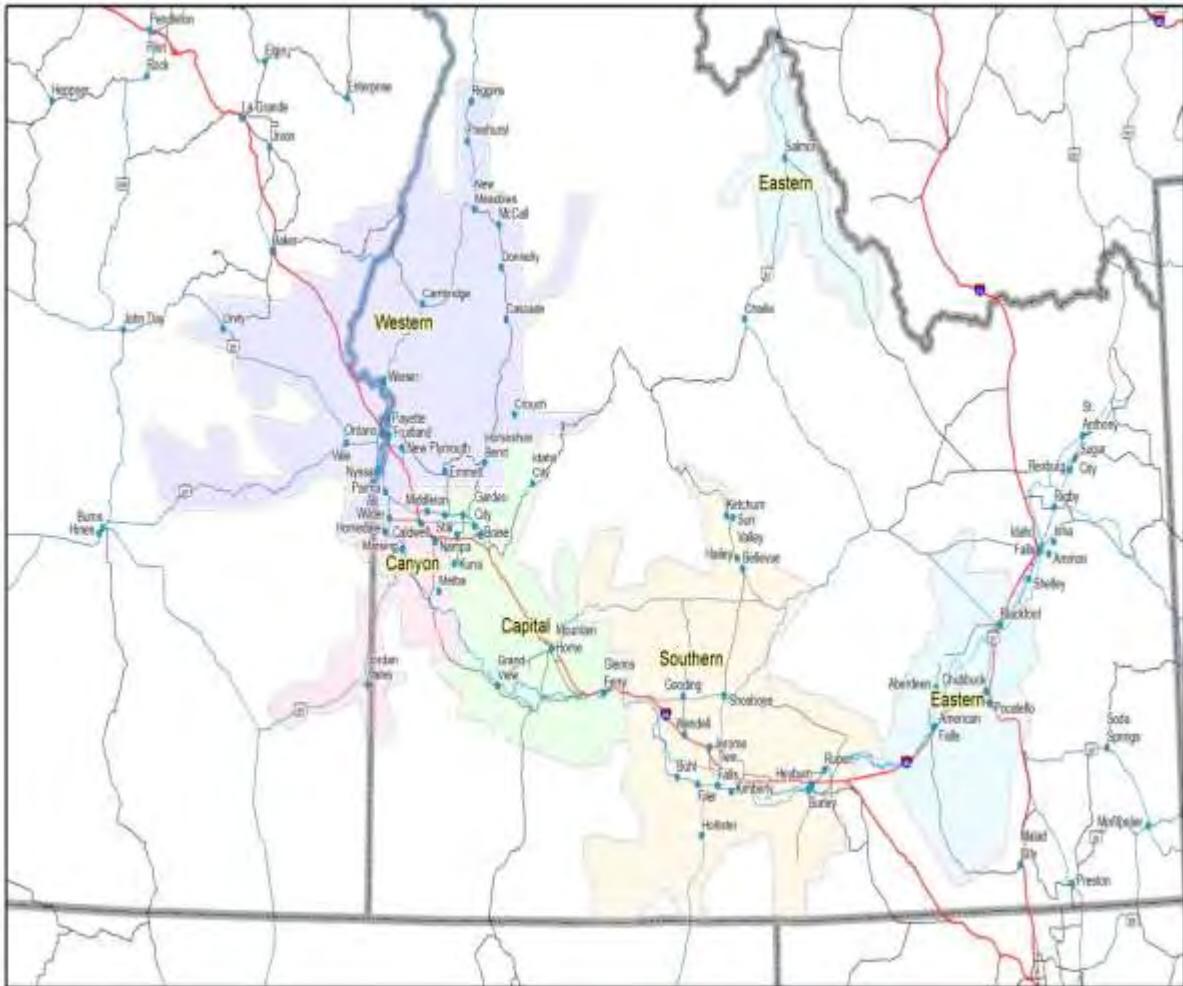 Pendleton
Rock
Elgin
Heppner
Enterprise
La Grande
Union
Riggins
New
Meadows
McCall
Salmon
Eastern
Baker
Donnelly
Cambridge
Cascade
John Day
Unity
Western
Challis
Weiser
Crouch
Payette
Fruitland
Ontario
New Plymouth
Horseshoe
Bend
Vale
Idaho
City
Nyssa
Emmett
Parma
Middleton
Garden
City
Wilder
Homedale
Caldwell
Star
Boise
Burns
Hines
Marsing
Nampa
Canyon
Kuna
Melba
St.
Anthony
Sugar
City
Rexburg
Rigby
Ketchum
Sun
Valley
Idaho
Falls
Iona
Ammon
Hailey
Bellevue
Shelley
Blackfoot
Capital
Mountain
Home
Southern
Jordan
Grand
View
Glenns
Ferry
Gooding
Shoshone
Aberdeen
Chubbuck
Eastern
Pocatello
American
Falls
Wendell
Jerome
Twin
Falls
Soda
Springs
Buhl
Filer
Kimberly
Heyburn
Rupert
Burley
Hollister
Malad
City
Montpelier
Preston